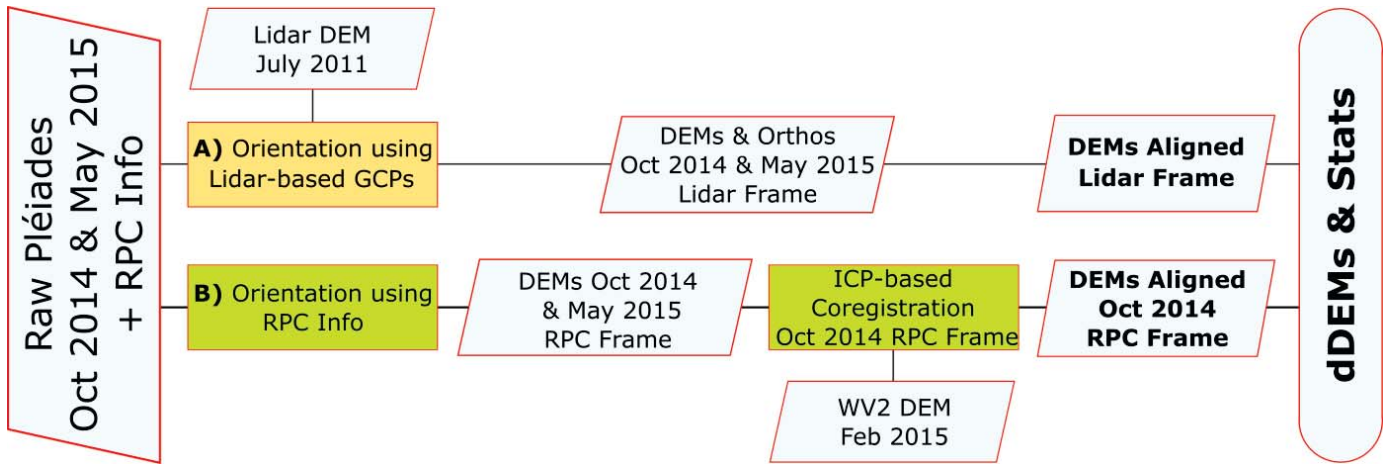 Raw Pléiades
Oct 2014 & May 2015
+ RPC Info
Lidar DEM
July 2011
A) Orientation using
Lidar-based GCPs
DEMs & Orthos
Oct 2014 & May 2015
Lidar Frame
DEMs Aligned
Lidar Frame
B) Orientation using
RPC Info
DEMs Oct 2014
& May 2015
RPC Frame
ICP-based
Coregistration
Oct 2014 RPC Frame
WV2 DEM
Feb 2015
DEMs Aligned
Oct 2014
RPC Frame
dDEMs & Stats